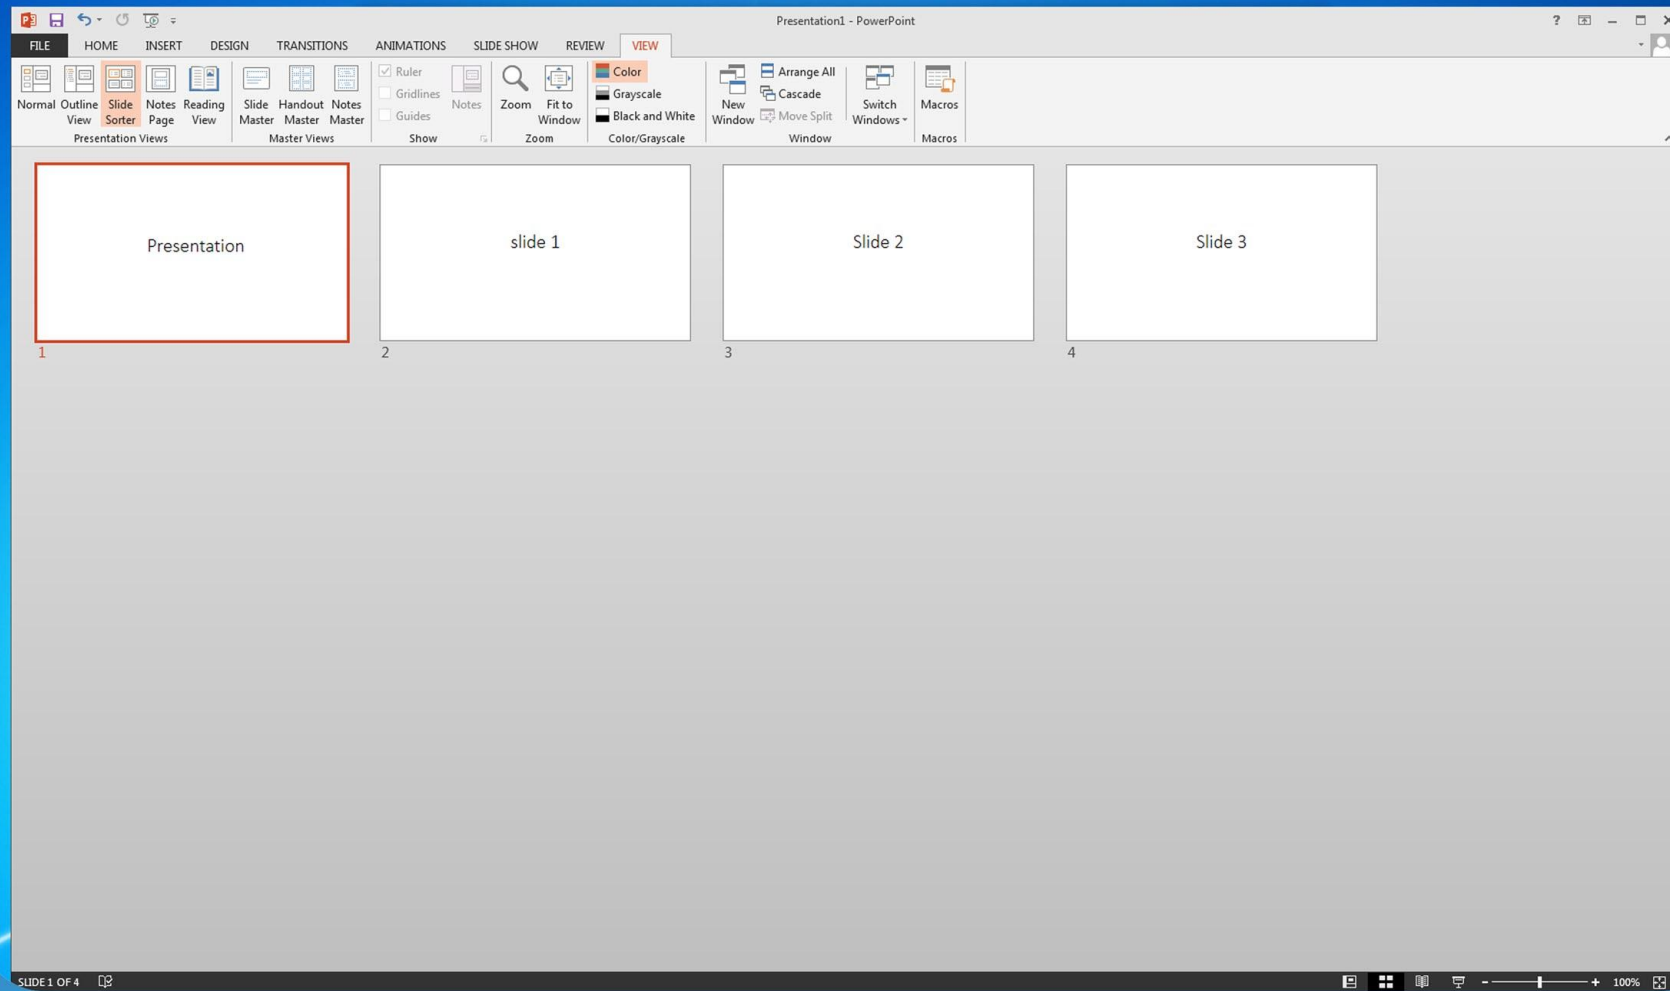 Presentation1 - PowerPoint
?
FILE HOME INSERT DESIGN TRANSITIONS ANIMATIONS SLIDE SHOW REVIEW VIEW
Normal
Outline View
Slide Sorter
Notes Page
Reading View
Presentation Views
Slide Master
Handout Master
Notes Master
Master Views
Ruler
Gridlines
Guides
Notes
Show
Zoom
Fit to Window
Zoom
Color
Grayscale
Black and White
Color/Grayscale
New Window
Arrange All
Cascade
Move Split
Switch Windows
Window
Macros
Macros
Presentation
1
slide 1
2
Slide 2
3
Slide 3
4
SLIDE 1 OF 4
100%